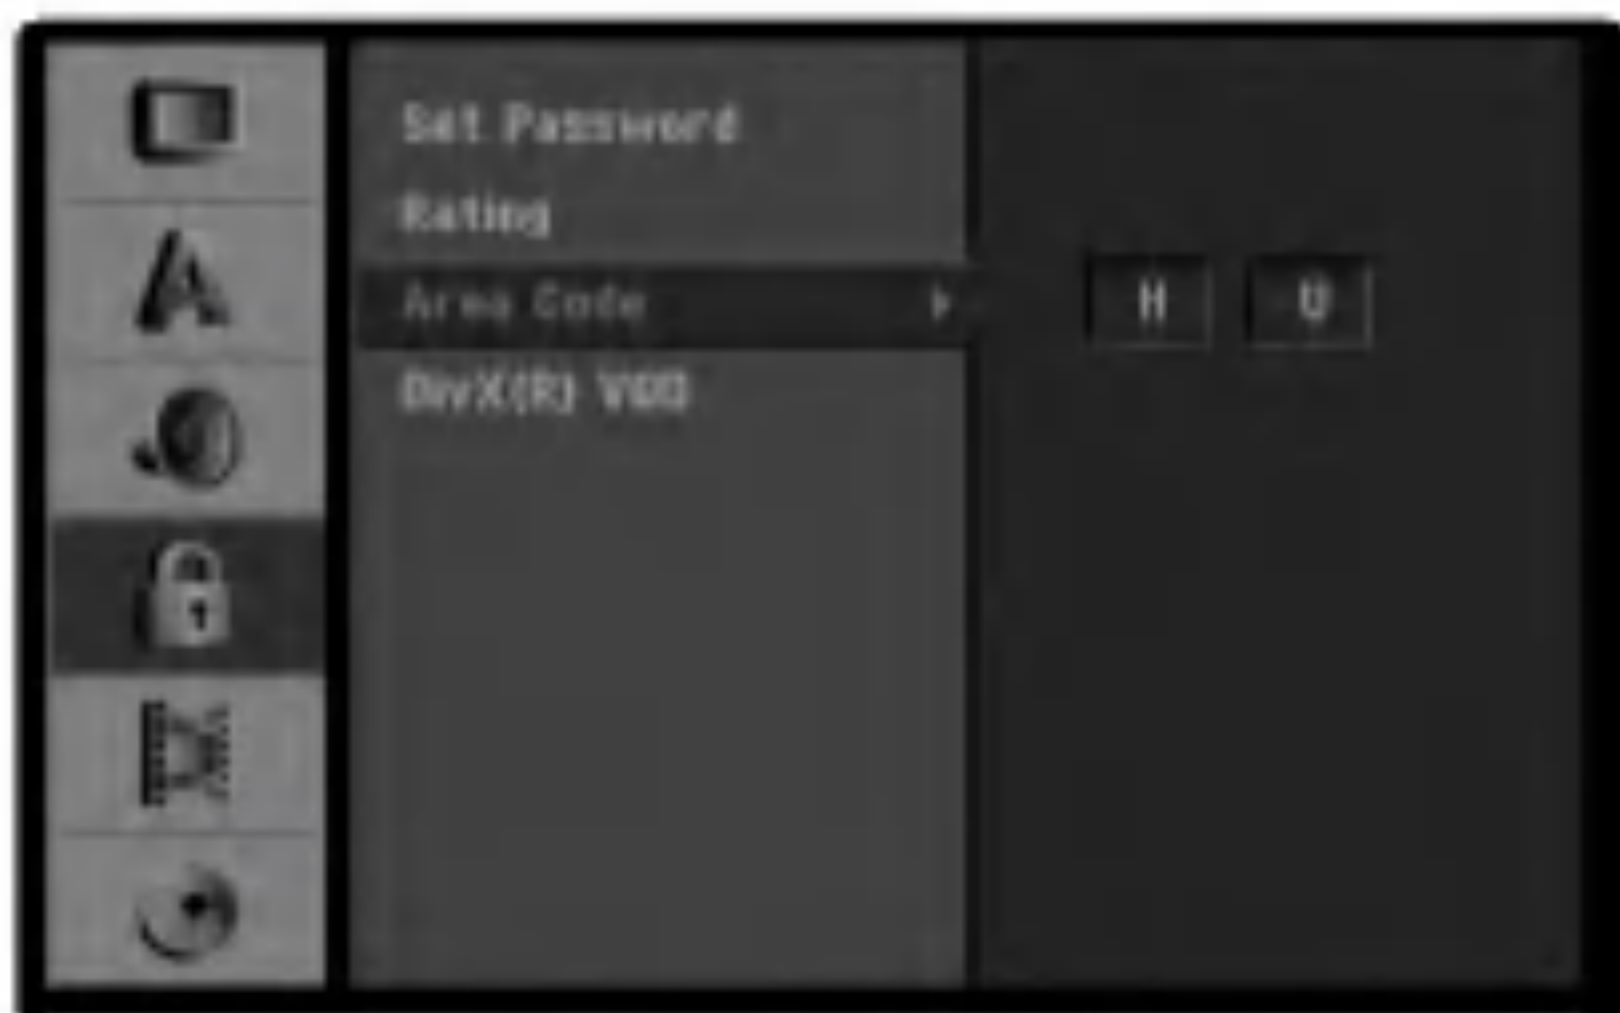 Set Password
Rating
Area Code
H U
DivX(R) VOD